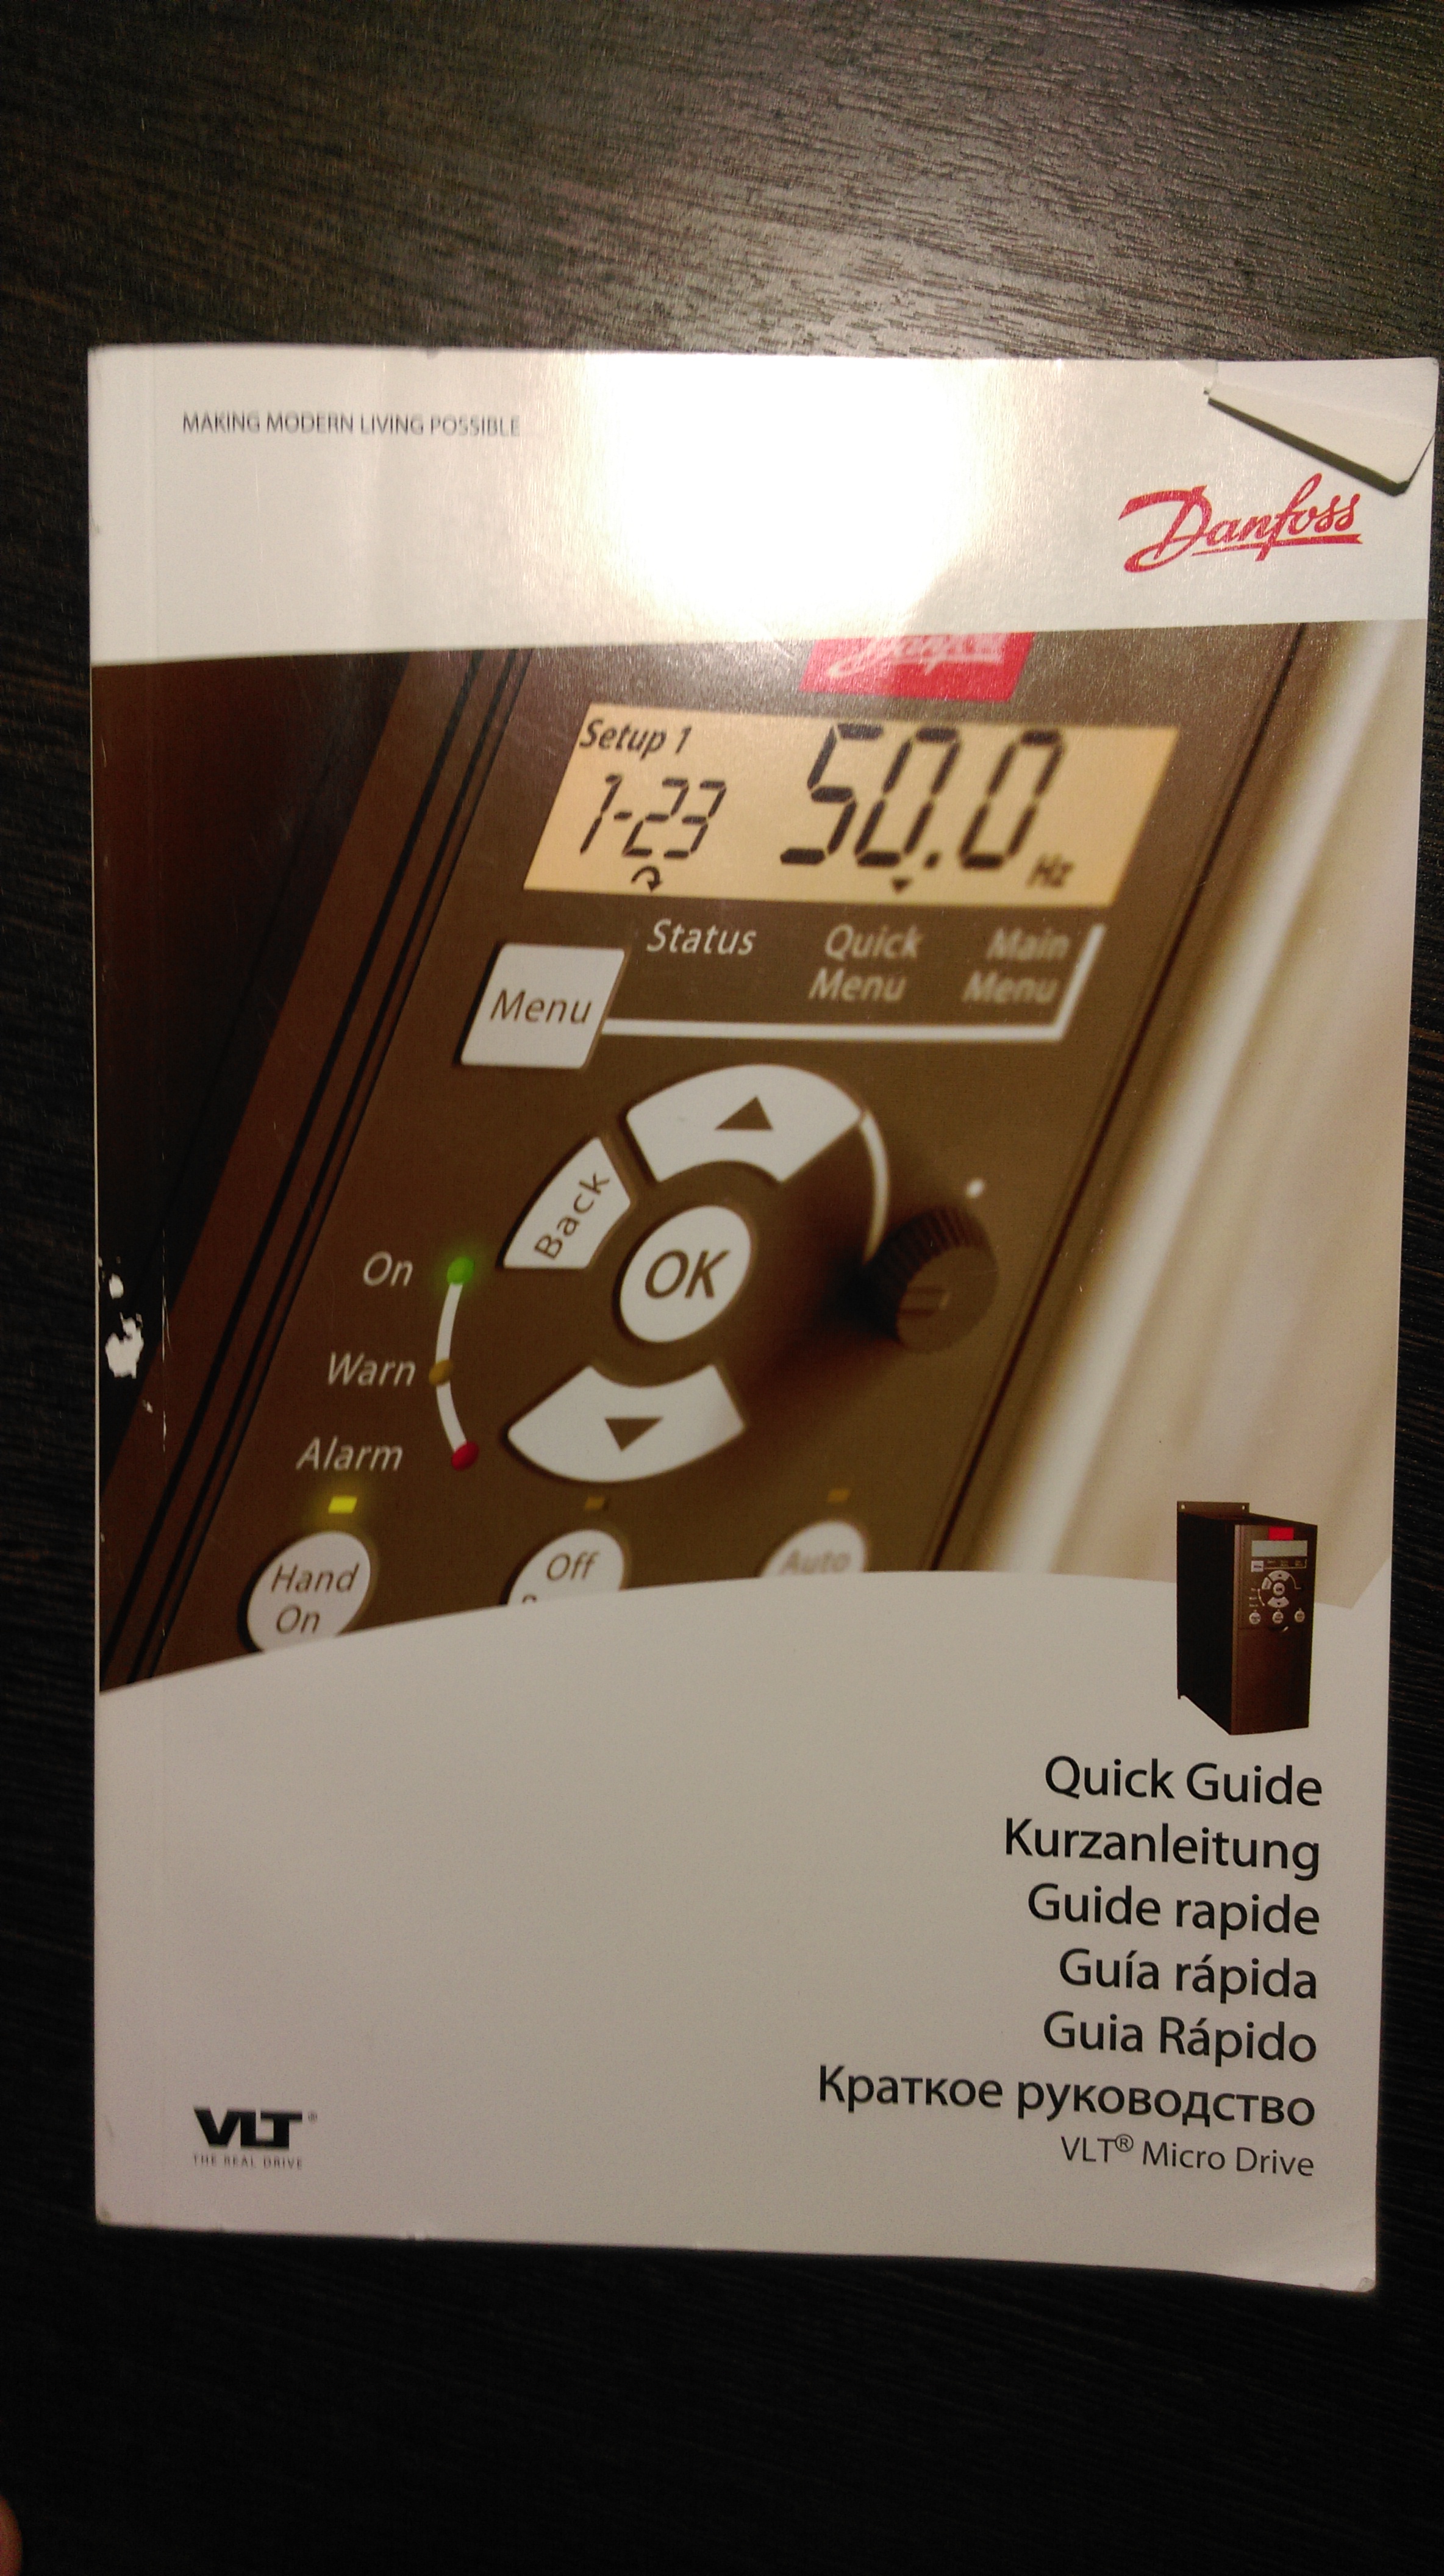 MAKING MODERN LIVING POSSIBLE
Danfoss
Danfoss
Setup 1
1-23 50.0 Hz
Status Quick Menu Main Menu
Menu
Back
OK
On
Warn
Alarm
Hand On
Off
Auto
Quick Guide
Kurzanleitung
Guide rapide
Guía rápida
Guia Rápido
Краткое руководство
VLT® Micro Drive
VLT®
THE REAL DRIVE